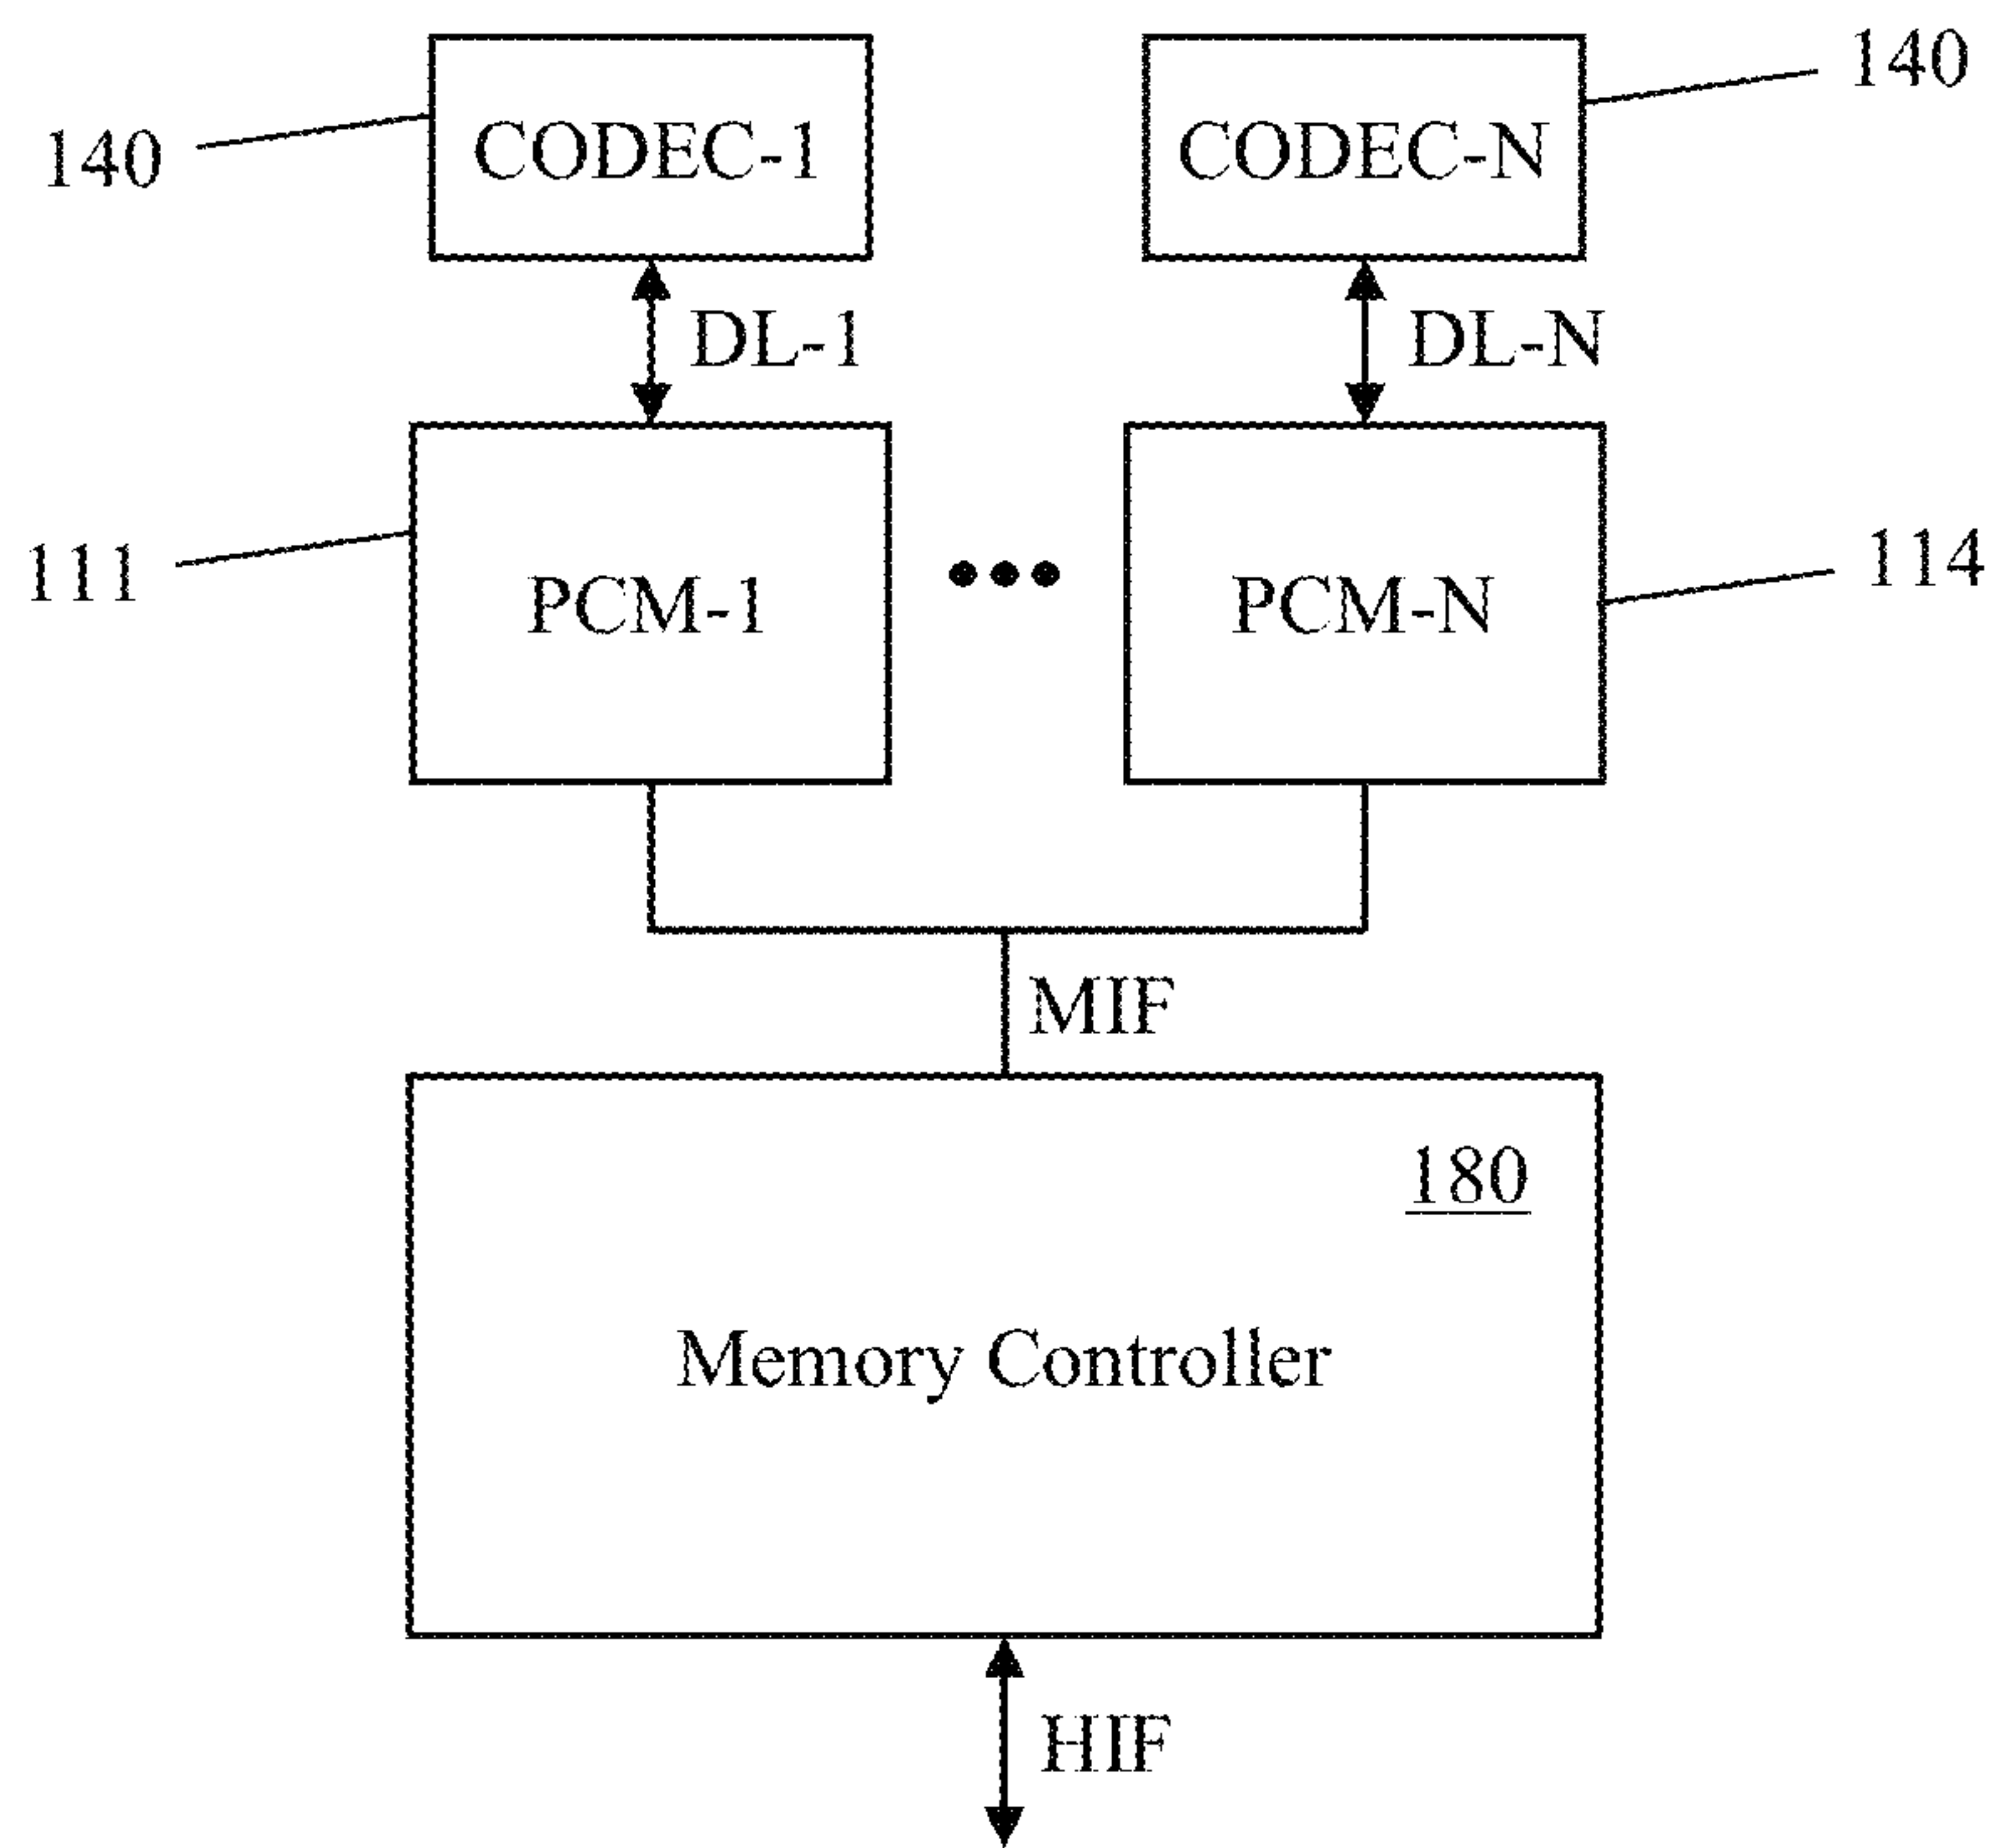 140
CODEC-1
CODEC-N
140
DL-1
DL-N
111
PCM-1
PCM-N
114
MIF
180
Memory Controller
HIF